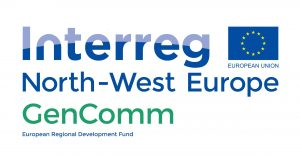 Interreg
EUROPEAN UNION
North-West Europe
GenComm
European Regional Development Fund